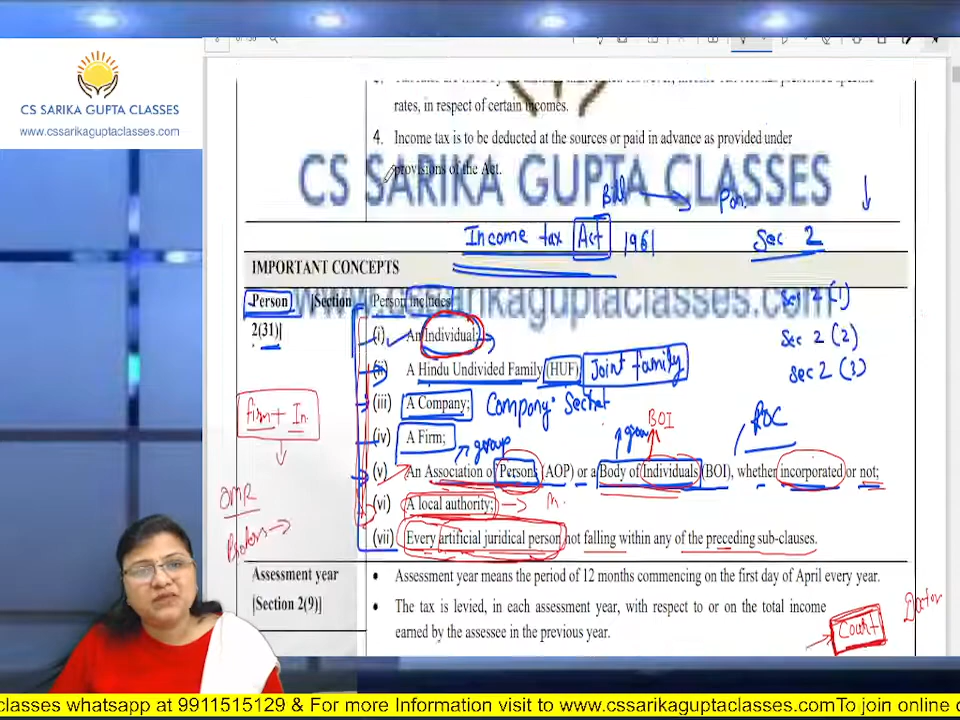 CS SARIKA GUPTA CLASSES
www.cssarikaguptaclasses.com
rates, in respect of certain incomes.
4. Income tax is to be deducted at the sources or paid in advance as provided under
provisions of the Act.
CS SARIKA GUPTA CLASSES
Bill
Income tax Act 1961 Sec 2
IMPORTANT CONCEPTS
Person [Section
2(31)]
Person includes
Sec 2 (1)
(i) An Individual;
Sec 2 (2)
(ii) A Hindu Undivided Family (HUF) Joint family
Sec 2 (3)
(iii) A Company; Company
firm + In.
BOI
(iv) A Firm;
group
(v) An Association of Persons (AOP) or a Body of Individuals (BOI), whether incorporated or not;
(vi) A local authority; M
(vii) Every artificial juridical person not falling within any of the preceding sub-clauses.
Assessment year
[Section 2(9)]
• Assessment year means the period of 12 months commencing on the first day of April every year.
• The tax is levied, in each assessment year, with respect to or on the total income
earned by the assessee in the previous year.
Court
Doctor
classes whatsapp at 9911515129 & For more Information visit to www.cssarikaguptaclasses.comTo join online c